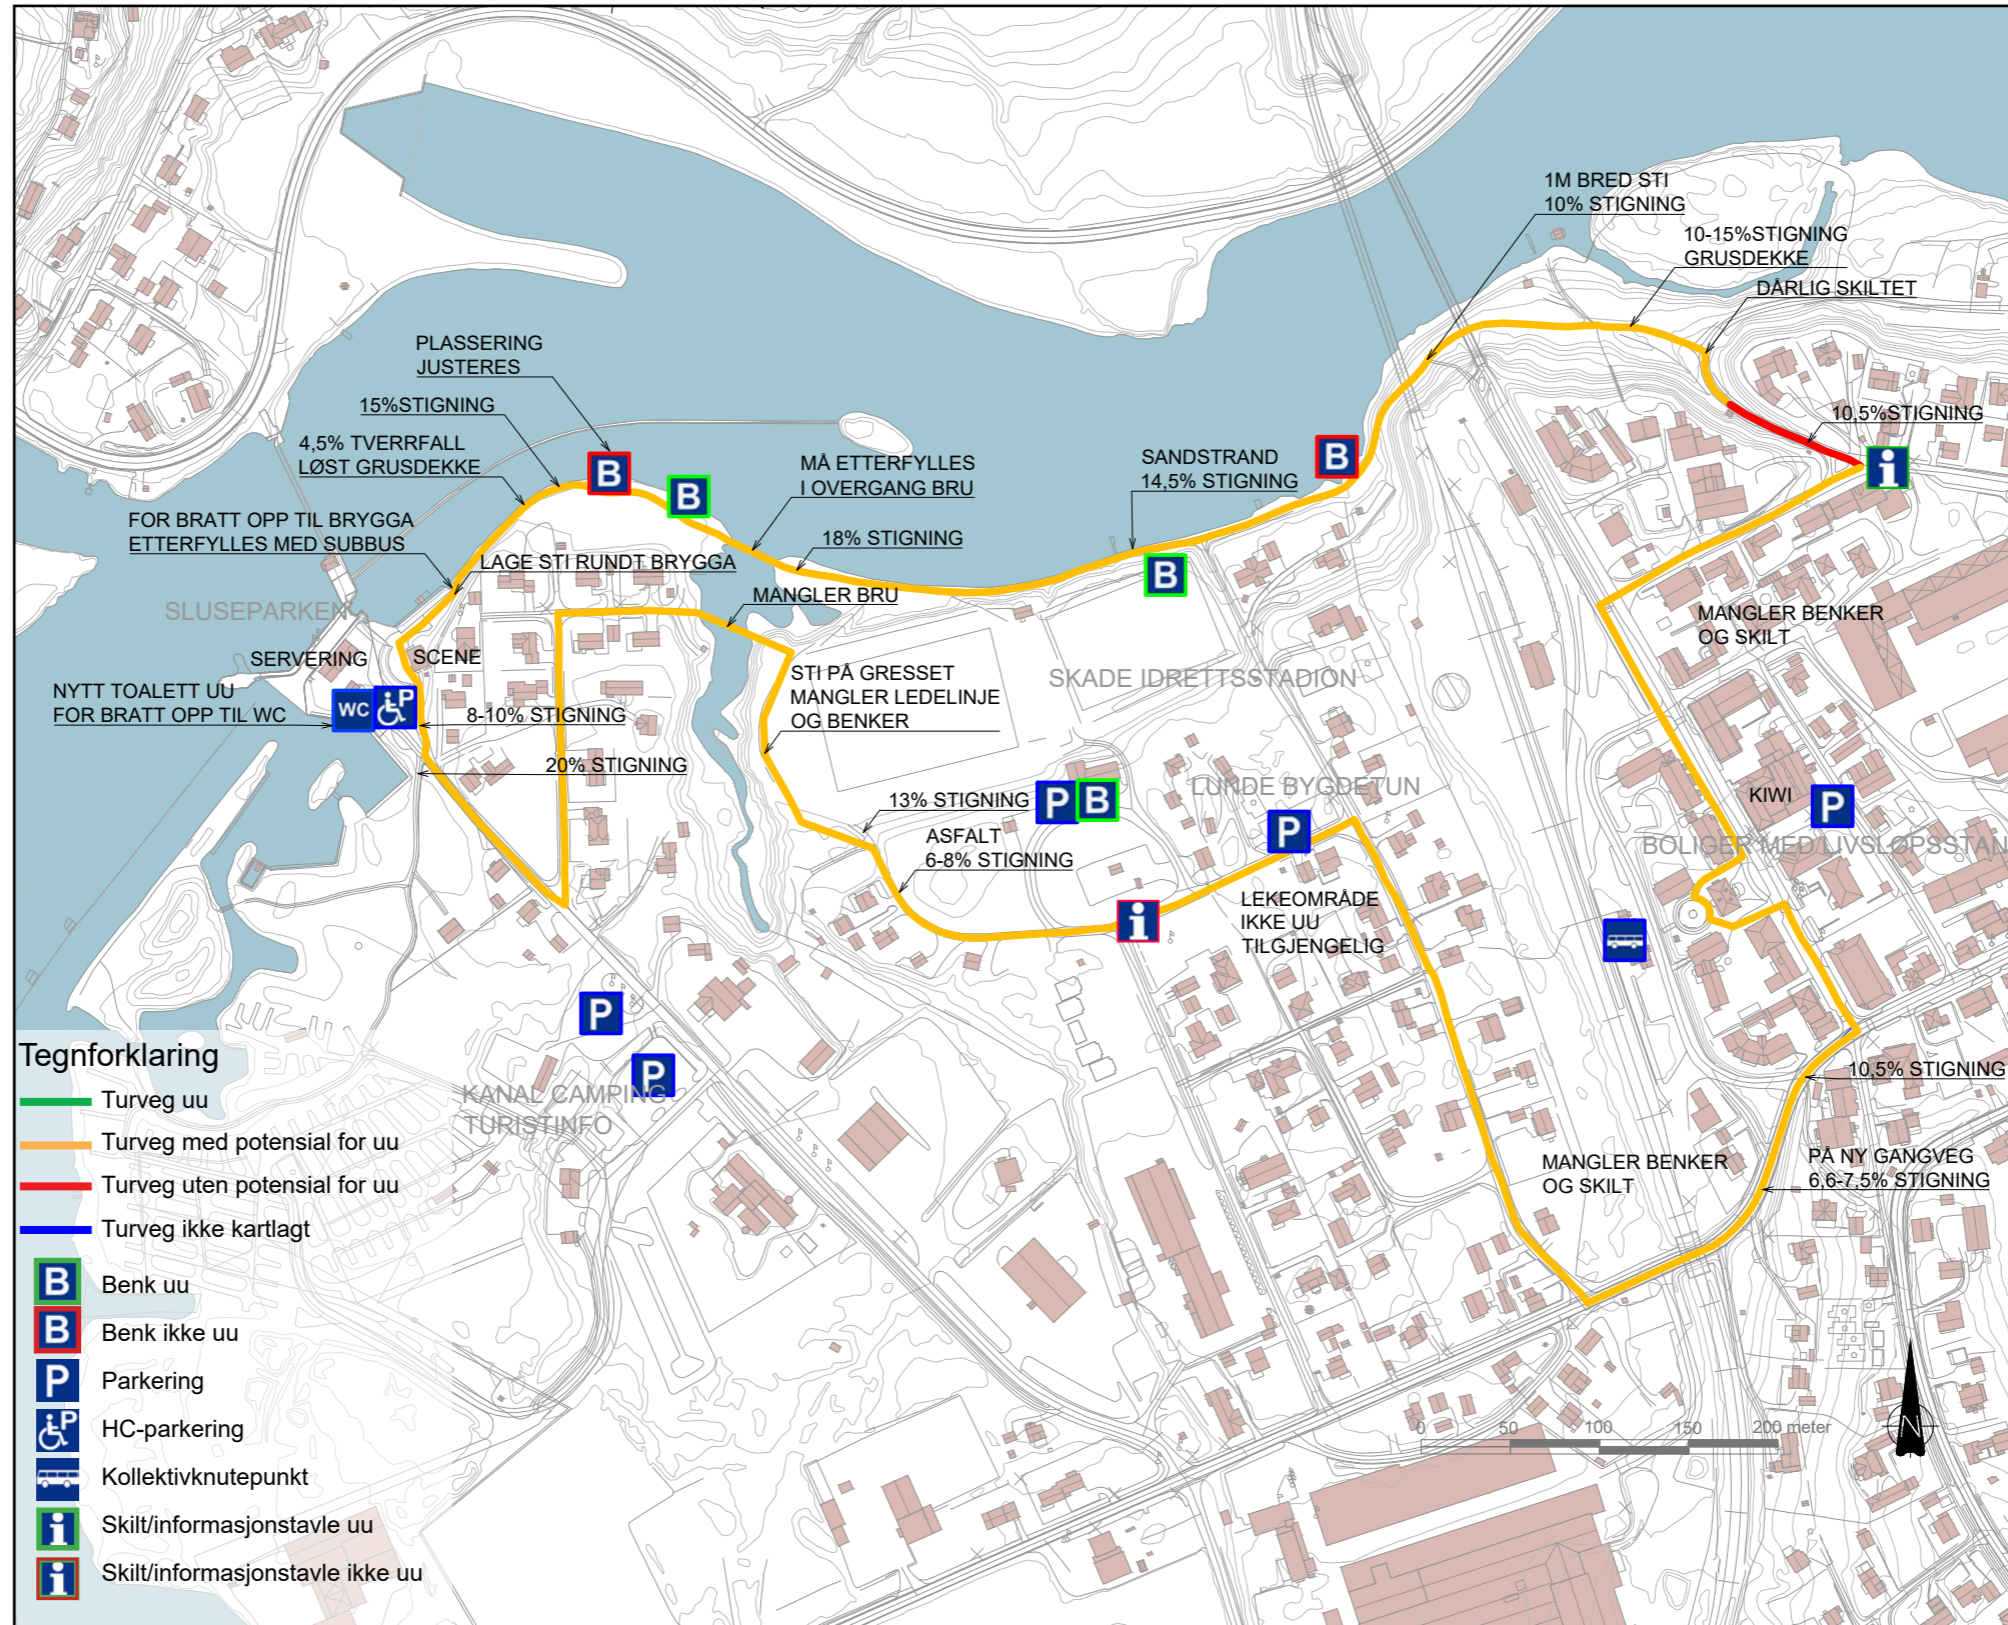 1M BRED STI
10% STIGNING
10-15%STIGNING
GRUSDEKKE
DÅRLIG SKILTET
PLASSERING
JUSTERES
15%STIGNING
10,5%STIGNING
4,5% TVERRFALL
LØST GRUSDEKKE
B
B
B
i
MÅ ETTERFYLLES
I OVERGANG BRU
SANDSTRAND
14,5% STIGNING
FOR BRATT OPP TIL BRYGGA
ETTERFYLLES MED SUBBUS
18% STIGNING
LAGE STI RUNDT BRYGGA
B
MANGLER BRU
SLUSEPARKEN
MANGLER BENKER
OG SKILT
SERVERING
SCENE
STI PÅ GRESSET
MANGLER LEDELINJE
OG BENKER
SKADE IDRETTSSTADION
NYTT TOALETT UU
FOR BRATT OPP TIL WC
WC
P
8-10% STIGNING
20% STIGNING
LUNDE BYGDETUN
13% STIGNING
P
B
P
KIWI
P
ASFALT
6-8% STIGNING
BOLIGER MED LIVSLØPSSTAN
LEKEOMRÅDE
IKKE UU
TILGJENGELIG
i
P
P
KANAL CAMPING
TURISTINFO
10,5% STIGNING
MANGLER BENKER
OG SKILT
PÅ NY GANGVEG
6,6-7,5% STIGNING
Tegnforklaring
Turveg uu
Turveg med potensial for uu
Turveg uten potensial for uu
Turveg ikke kartlagt
B Benk uu
B Benk ikke uu
P Parkering
P HC-parkering
Kollektivknutepunkt
i Skilt/informasjonstavle uu
i Skilt/informasjonstavle ikke uu
0 50 100 150 200 meter
N